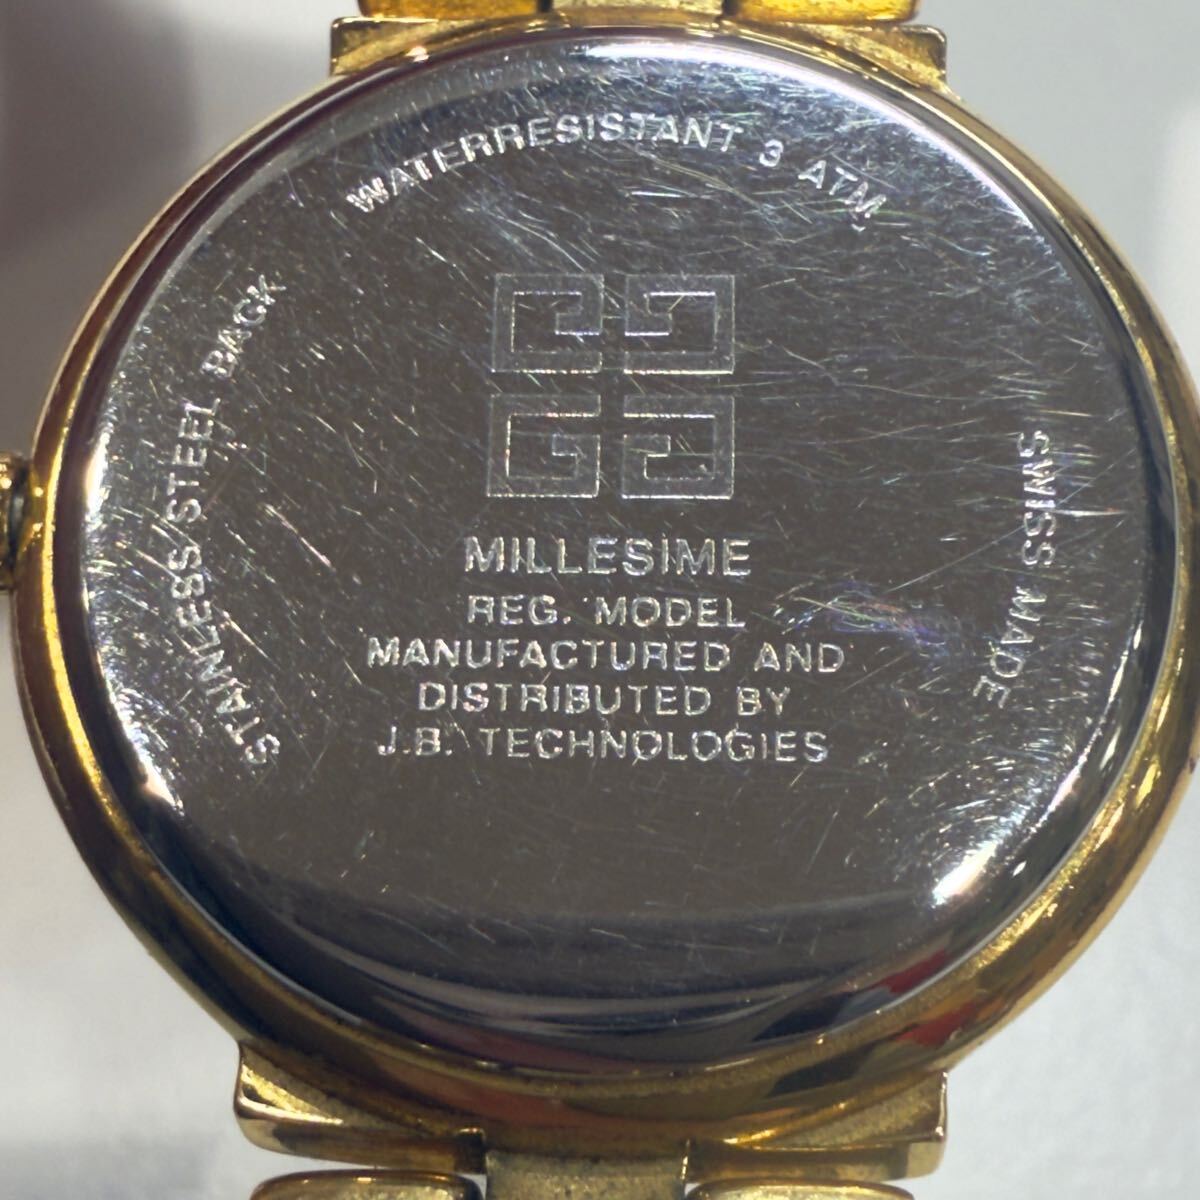 WATERRESISTANT 3 ATM
STAINLESS STEEL BACK
SWISS MADE
MILLESIME
REG. MODEL
MANUFACTURED AND
DISTRIBUTED BY
J.B. TECHNOLOGIES